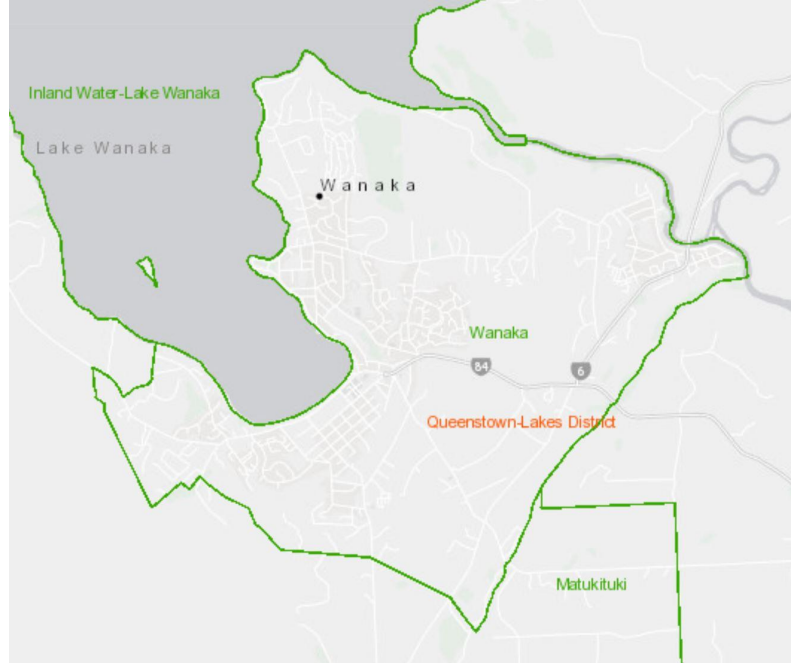 Inland Water-Lake Wanaka
Lake Wanaka
Wanaka
Wanaka
84
6
Queenstown-Lakes District
Matukituki